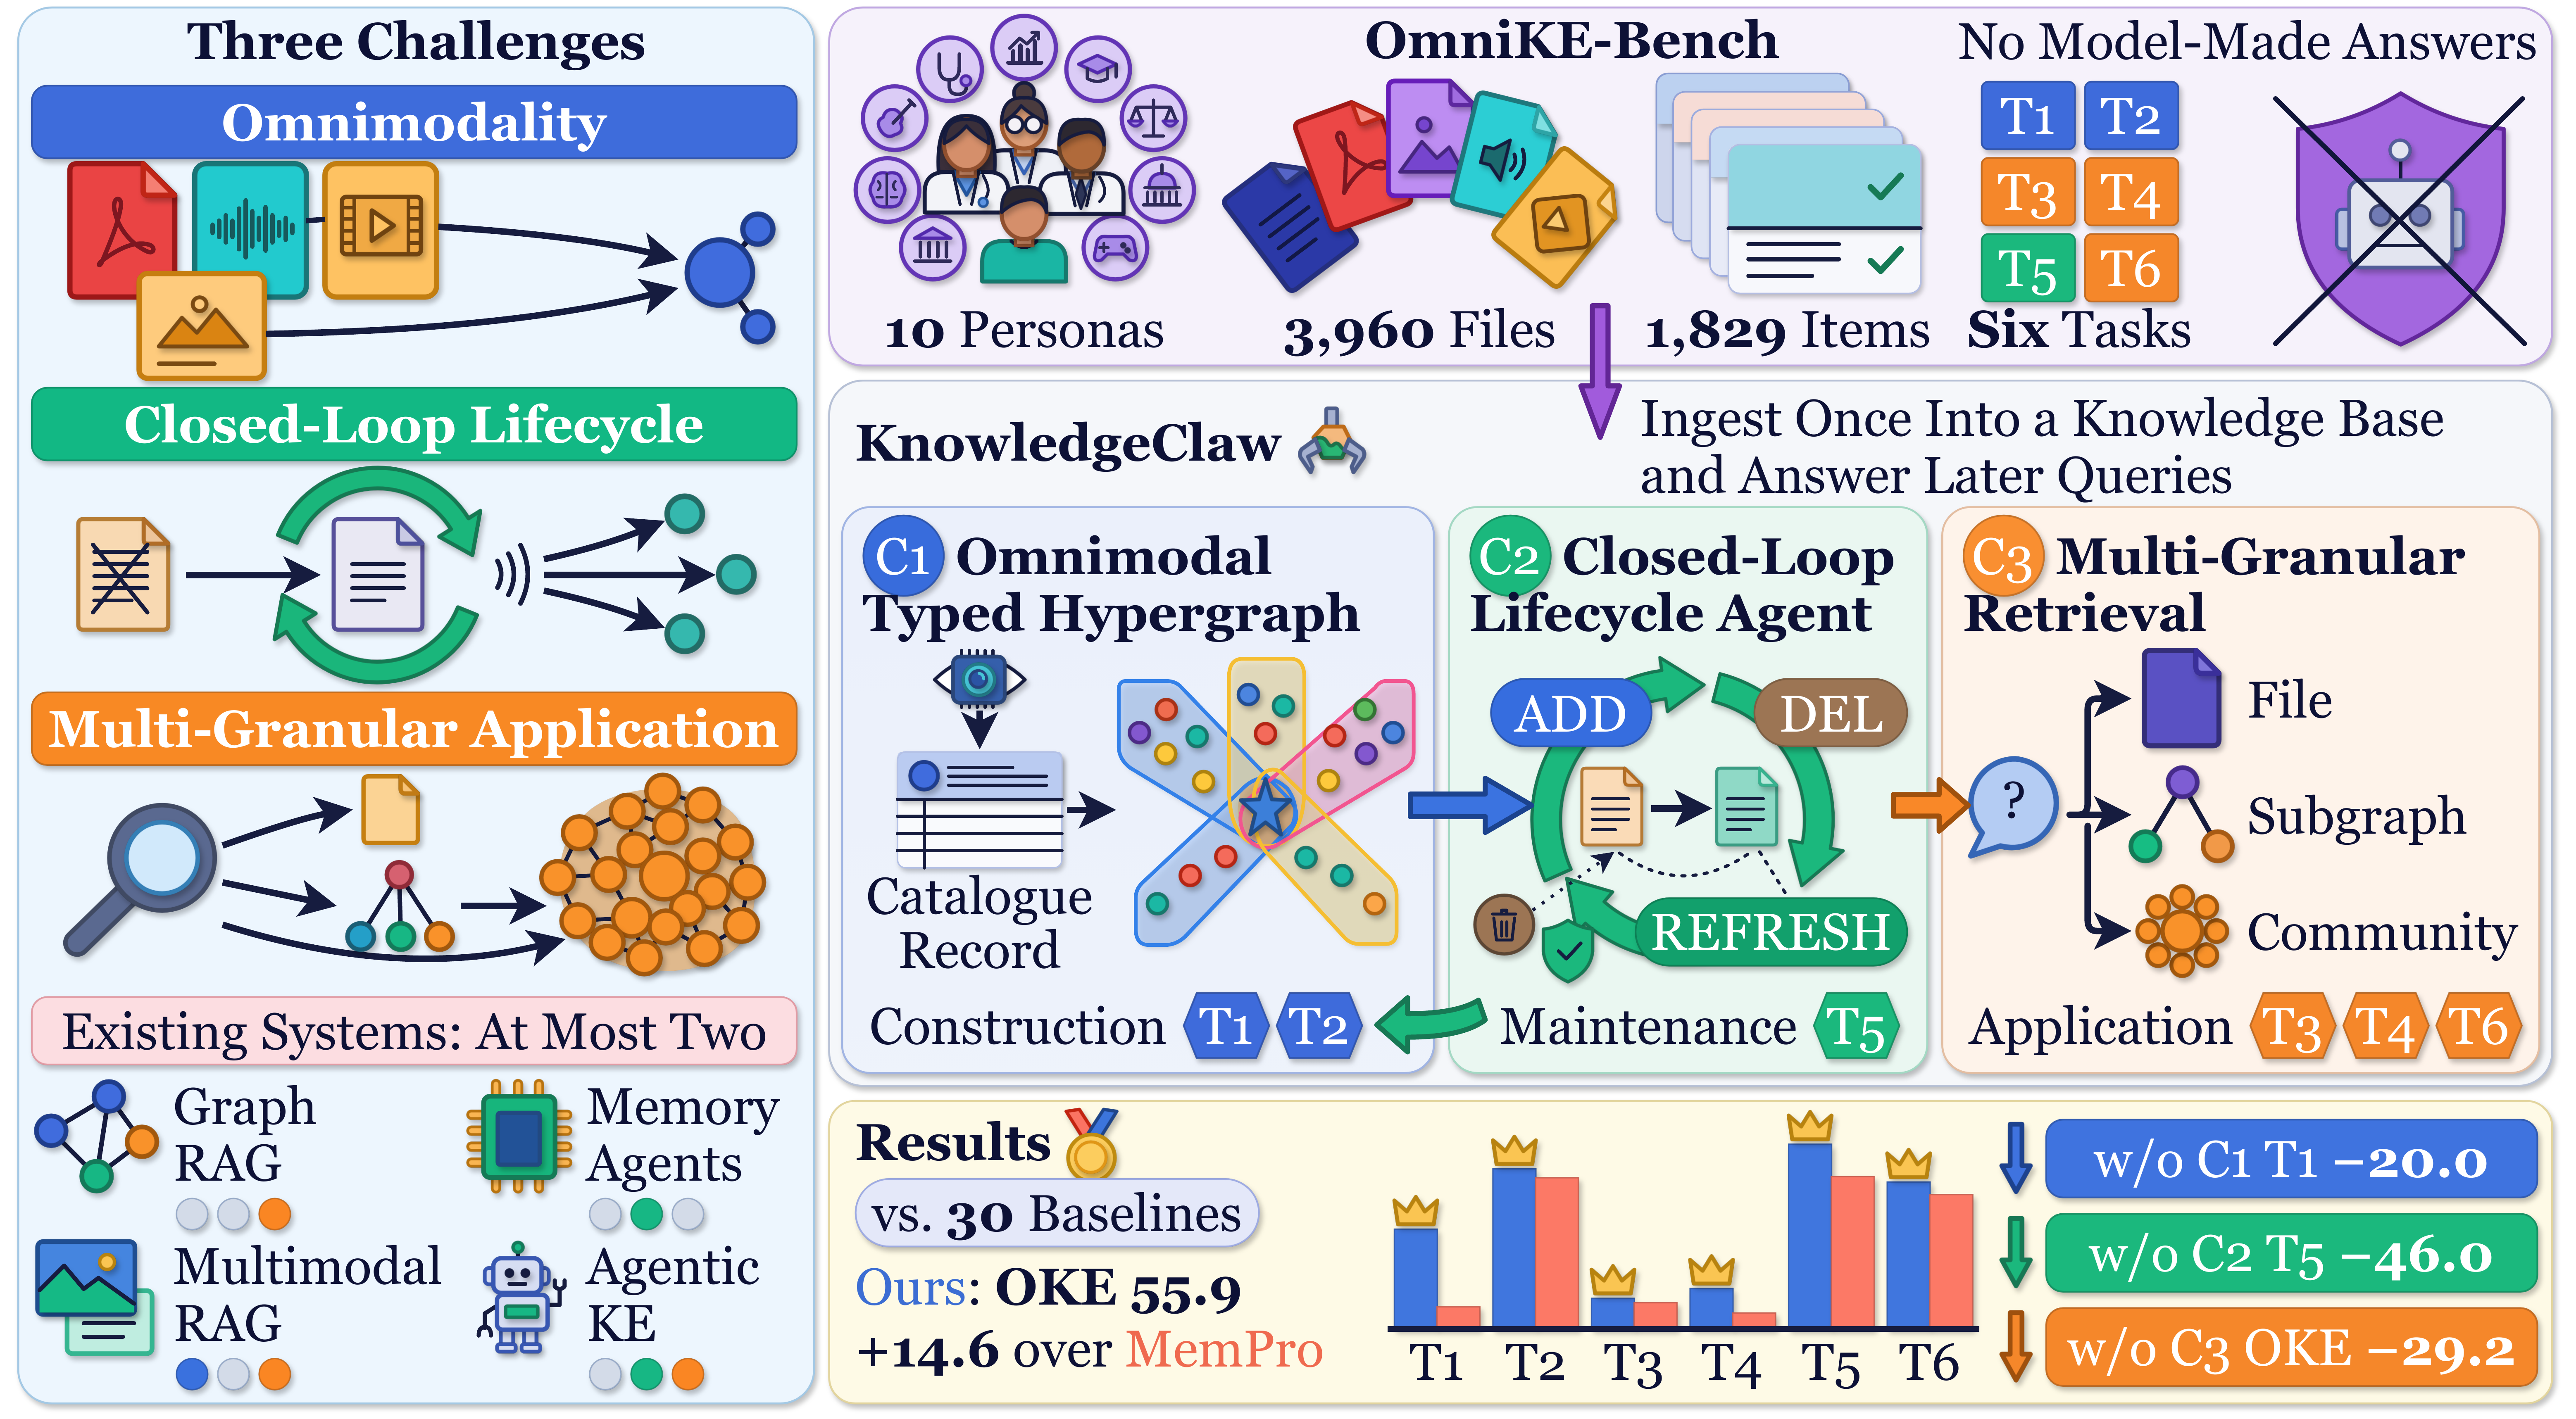 Three Challenges
Omnimodality
Closed-Loop Lifecycle
Multi-Granular Application
Existing Systems: At Most Two
Graph
RAG
Memory
Agents
Multimodal
RAG
Agentic
KE
OmniKE-Bench
No Model-Made Answers
T1 T2
T3 T4
T5 T6
10 Personas
3,960 Files
1,829 Items
Six Tasks
KnowledgeClaw
Ingest Once Into a Knowledge Base
and Answer Later Queries
C1 Omnimodal
Typed Hypergraph
Catalogue
Record
Construction T1 T2
C2 Closed-Loop
Lifecycle Agent
ADD
DEL
REFRESH
Maintenance T5
C3 Multi-Granular
Retrieval
?
File
Subgraph
Community
Application T3 T4 T6
Results
vs. 30 Baselines
Ours: OKE 55.9
+14.6 over MemPro
T1 T2 T3 T4 T5 T6
w/o C1 T1 −20.0
w/o C2 T5 −46.0
w/o C3 OKE −29.2